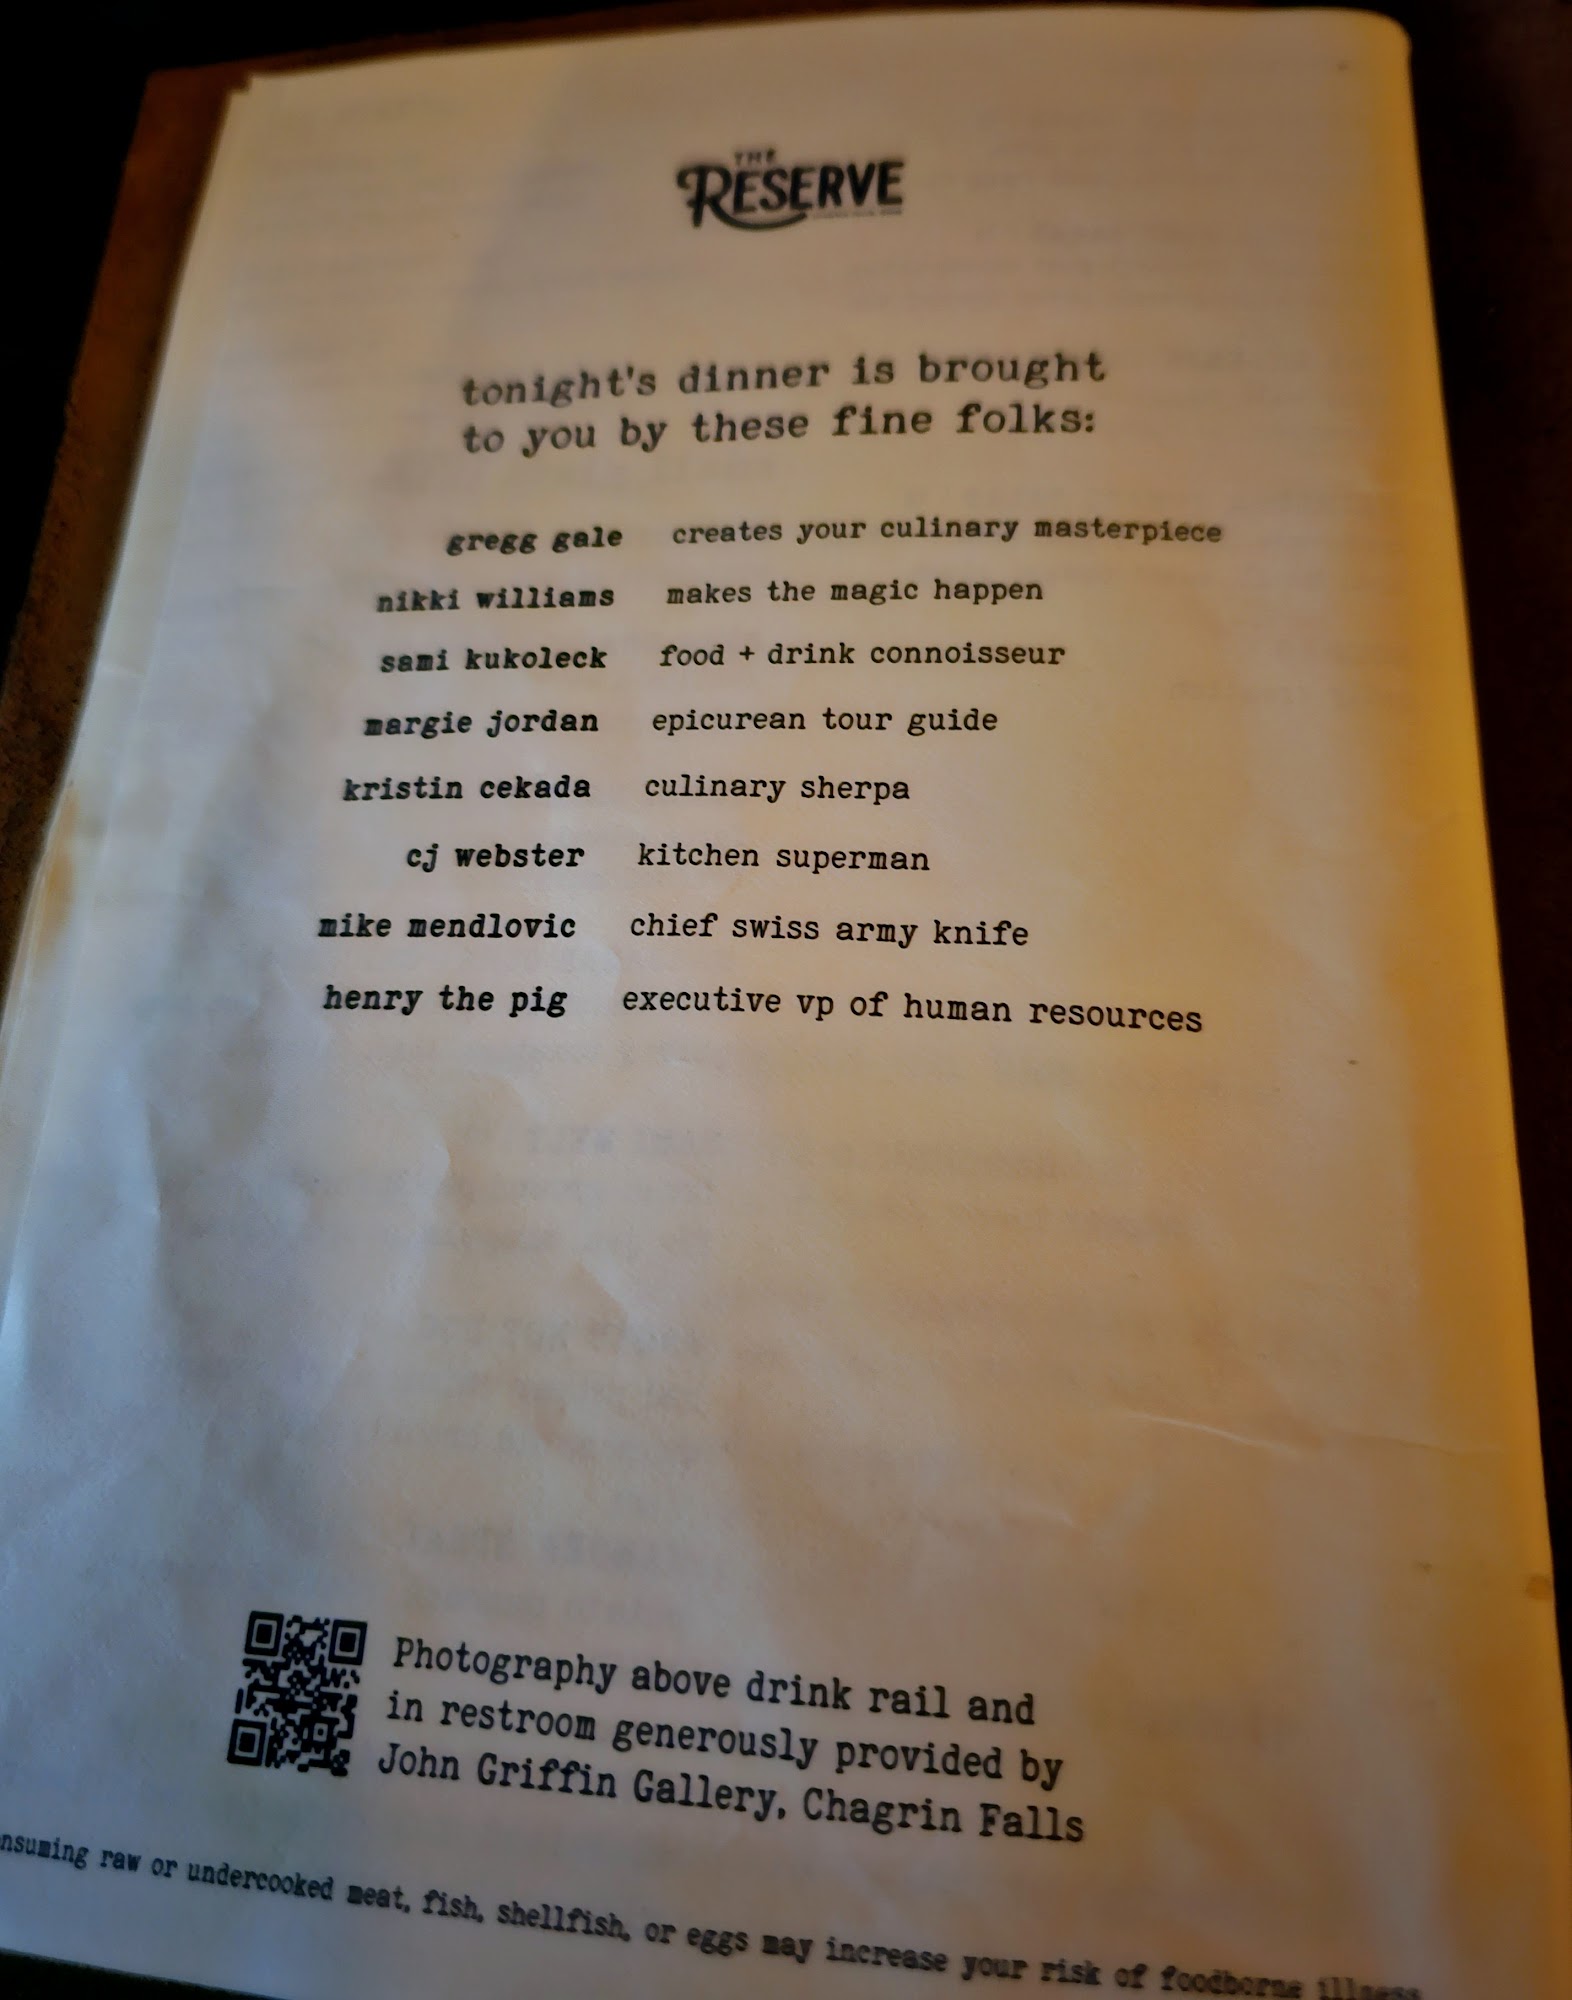 THE
RESERVE
tonight's dinner is brought
to you by these fine folks:
gregg gale creates your culinary masterpiece
nikki williams makes the magic happen
sami kukoleck food + drink connoisseur
margie jordan epicurean tour guide
kristin cekada culinary sherpa
cj webster kitchen superman
mike mendlovic chief swiss army knife
henry the pig executive vp of human resources
Photography above drink rail and
in restroom generously provided by
John Griffin Gallery, Chagrin Falls
nsuming raw or undercooked meat, fish, shellfish, or eggs may increase your risk of foodborne illness